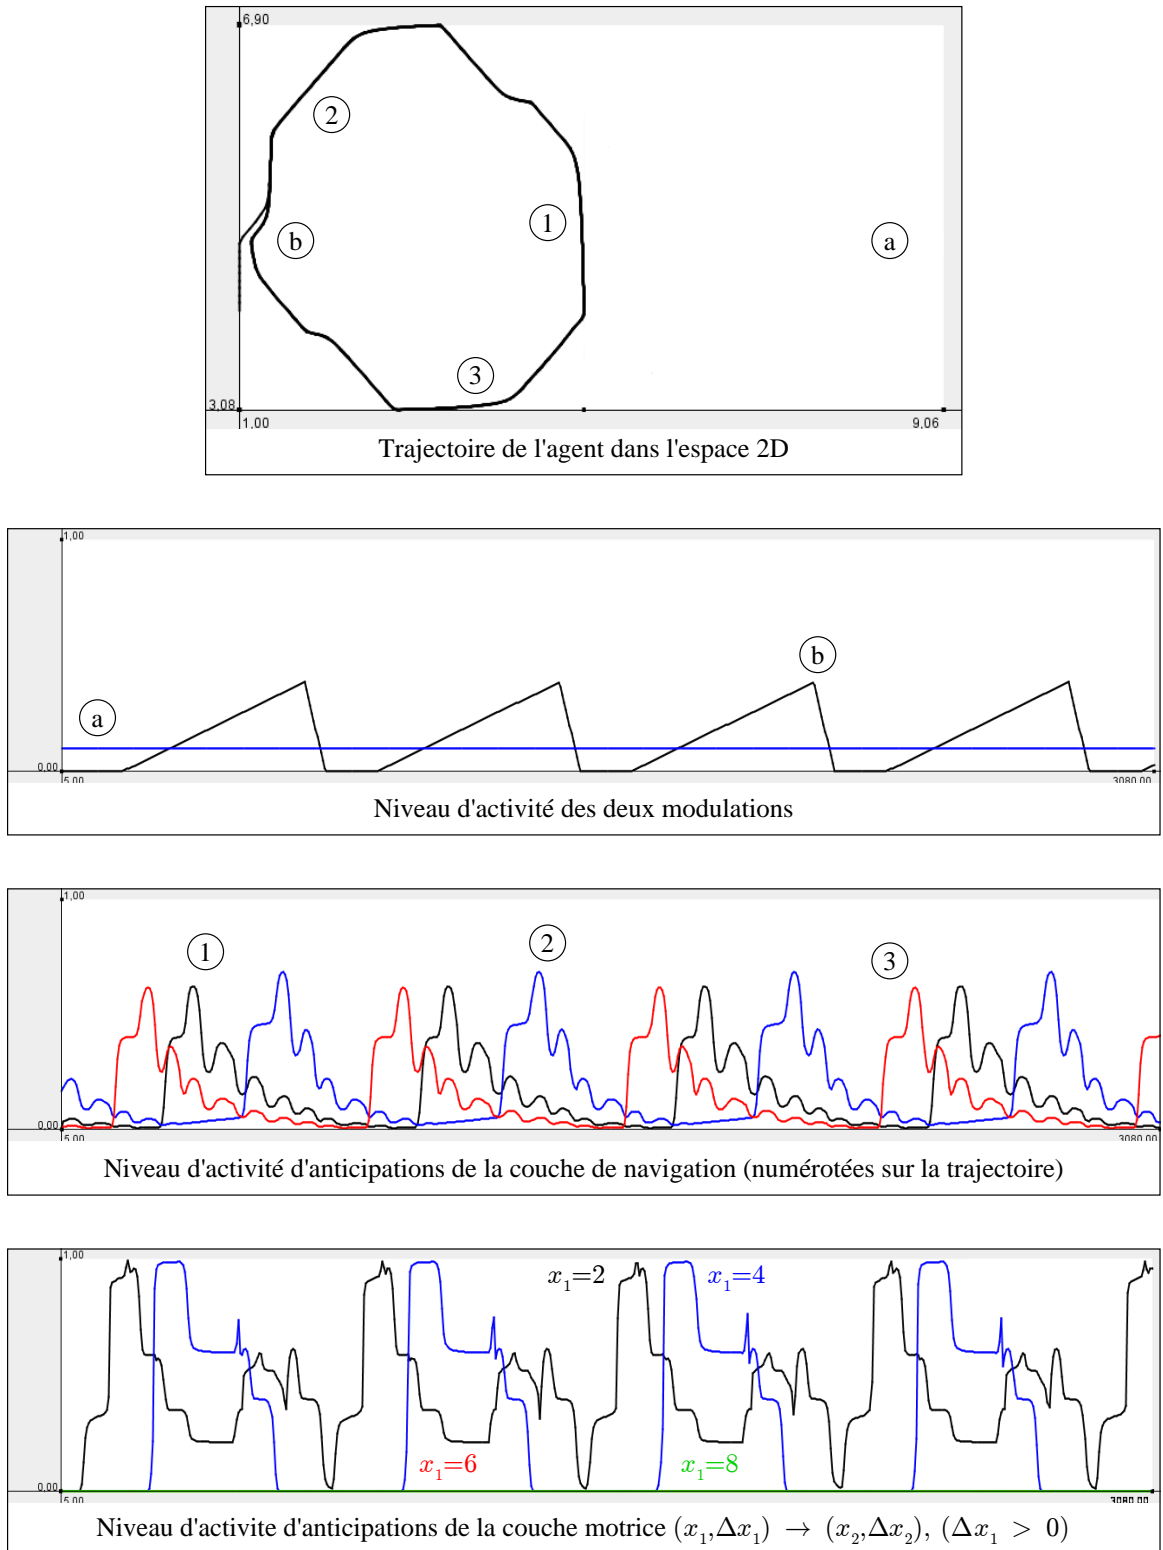 6,90
2
1
b
a
3
3,08
1,00
9,06
Trajectoire de l'agent dans l'espace 2D
1,00
b
a
0,00
5,00
3080,00
Niveau d'activité des deux modulations
1,00
1
2
3
0,00
5,00
3080,00
Niveau d'activité d'anticipations de la couche de navigation (numérotées sur la trajectoire)
1,00
x₁=2
x₁=4
x₁=6
x₁=8
0,00
5,00
3080,00
Niveau d'activite d'anticipations de la couche motrice (x₁,Δx₁) → (x₂,Δx₂), (Δx₁ > 0)